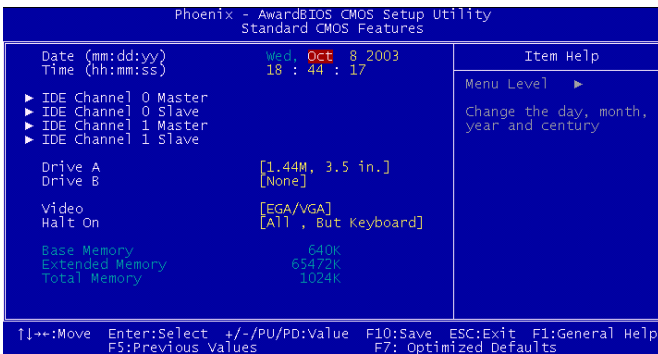 Phoenix - AwardBIOS CMOS Setup Utility
Standard CMOS Features
Date (mm:dd:yy) Wed, Oct 8 2003
Time (hh:mm:ss) 18 : 44 : 17
► IDE Channel 0 Master
► IDE Channel 0 Slave
► IDE Channel 1 Master
► IDE Channel 1 Slave
Drive A [1.44M, 3.5 in.]
Drive B [None]
Video [EGA/VGA]
Halt On [All , But Keyboard]
Base Memory 640K
Extended Memory 65472K
Total Memory 1024K
Item Help
Menu Level ►
Change the day, month,
year and century
↑↓→←:Move Enter:Select +/-/PU/PD:Value F10:Save ESC:Exit F1:General Help
F5:Previous Values F7: Optimized Defaults